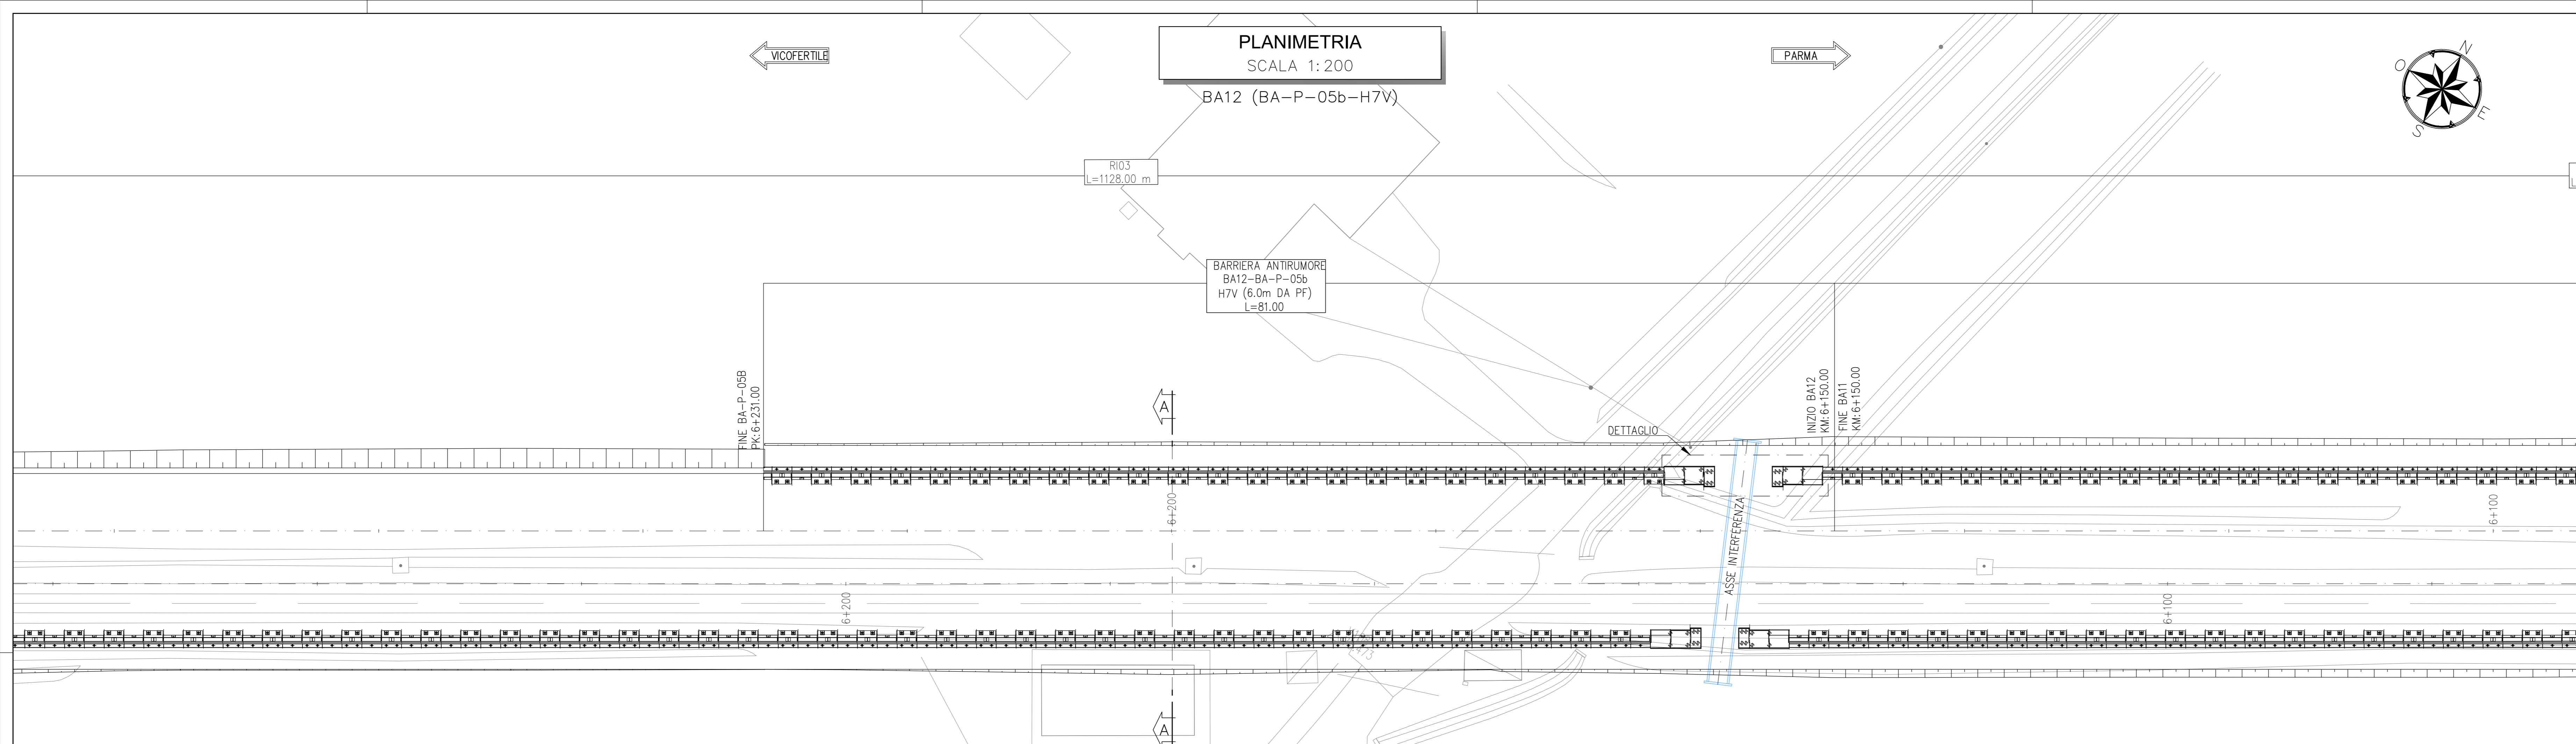 PLANIMETRIA
SCALA 1:200
BA12 (BA-P-05b-H7V)
VICOFERTILE
PARMA
N
O
E
S
RI03
L=1128.00 m
L
BARRIERA ANTIRUMORE
BA12-BA-P-05b
H7V (6.0m DA PF)
L=81.00
FINE BA-P-05B
PK:6+231.00
A
DETTAGLIO
INIZIO BA12
KM:6+150.00
FINE BA11
KM:6+150.00
6+200
6+100
ASSE INTERFERENZA
6+200
6+100
A